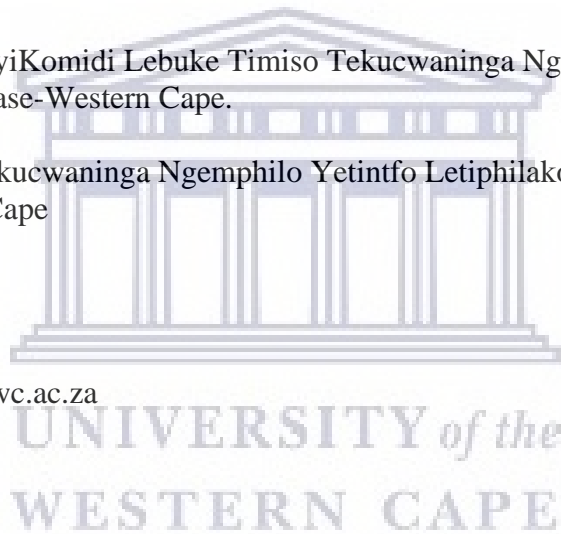 yiKomidi Lebuke Timiso Tekucwaninga Ng
ase-Western Cape.
kucwaninga Ngemphilo Yetintfo Letiphilako
Cape
vc.ac.za
UNIVERSITY of the
WESTERN CAPE